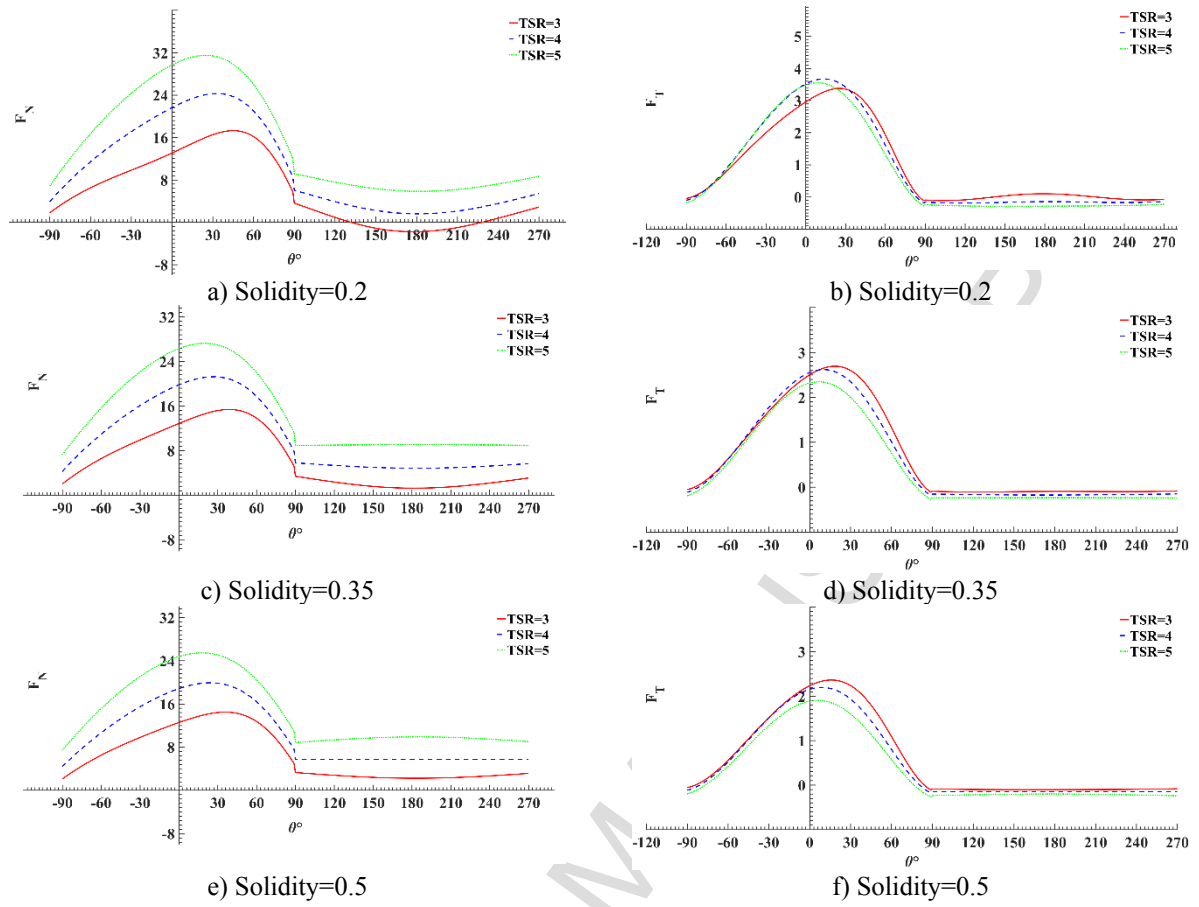 TSR=3
TSR=4
TSR=5
F_N
32
24
16
8
-8
-90 -60 -30 30 60 90 120 150 180 210 240 270
θ°
a) Solidity=0.2
TSR=3
TSR=4
TSR=5
F_T
5
4
3
2
1
0
-120 -90 -60 -30 0 30 60 90 120 150 180 210 240 270
θ°
b) Solidity=0.2
TSR=3
TSR=4
TSR=5
F_N
32
24
16
8
-8
-90 -60 -30 30 60 90 120 150 180 210 240 270
θ°
c) Solidity=0.35
TSR=3
TSR=4
TSR=5
F_T
3
2
1
0
-120 -90 -60 -30 0 30 60 90 120 150 180 210 240 270
θ°
d) Solidity=0.35
TSR=3
TSR=4
TSR=5
F_N
32
24
16
8
-8
-90 -60 -30 30 60 90 120 150 180 210 240 270
θ°
e) Solidity=0.5
TSR=3
TSR=4
TSR=5
F_T
3
2
1
0
-120 -90 -60 -30 0 30 60 90 120 150 180 210 240 270
θ°
f) Solidity=0.5